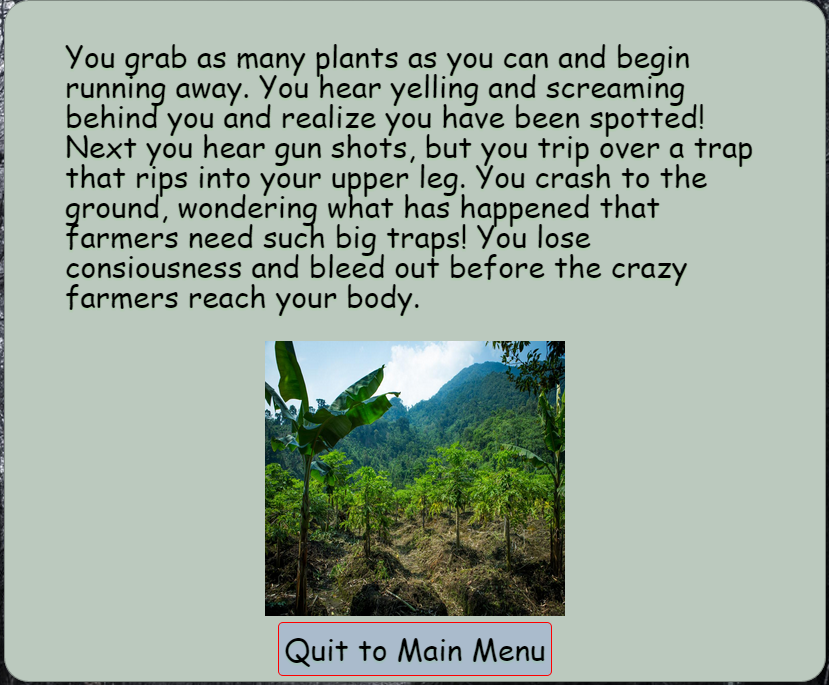 You grab as many plants as you can and begin
running away. You hear yelling and screaming
behind you and realize you have been spotted!
Next you hear gun shots, but you trip over a trap
that rips into your upper leg. You crash to the
ground, wondering what has happened that
farmers need such big traps! You lose
consiousness and bleed out before the crazy
farmers reach your body.
Quit to Main Menu